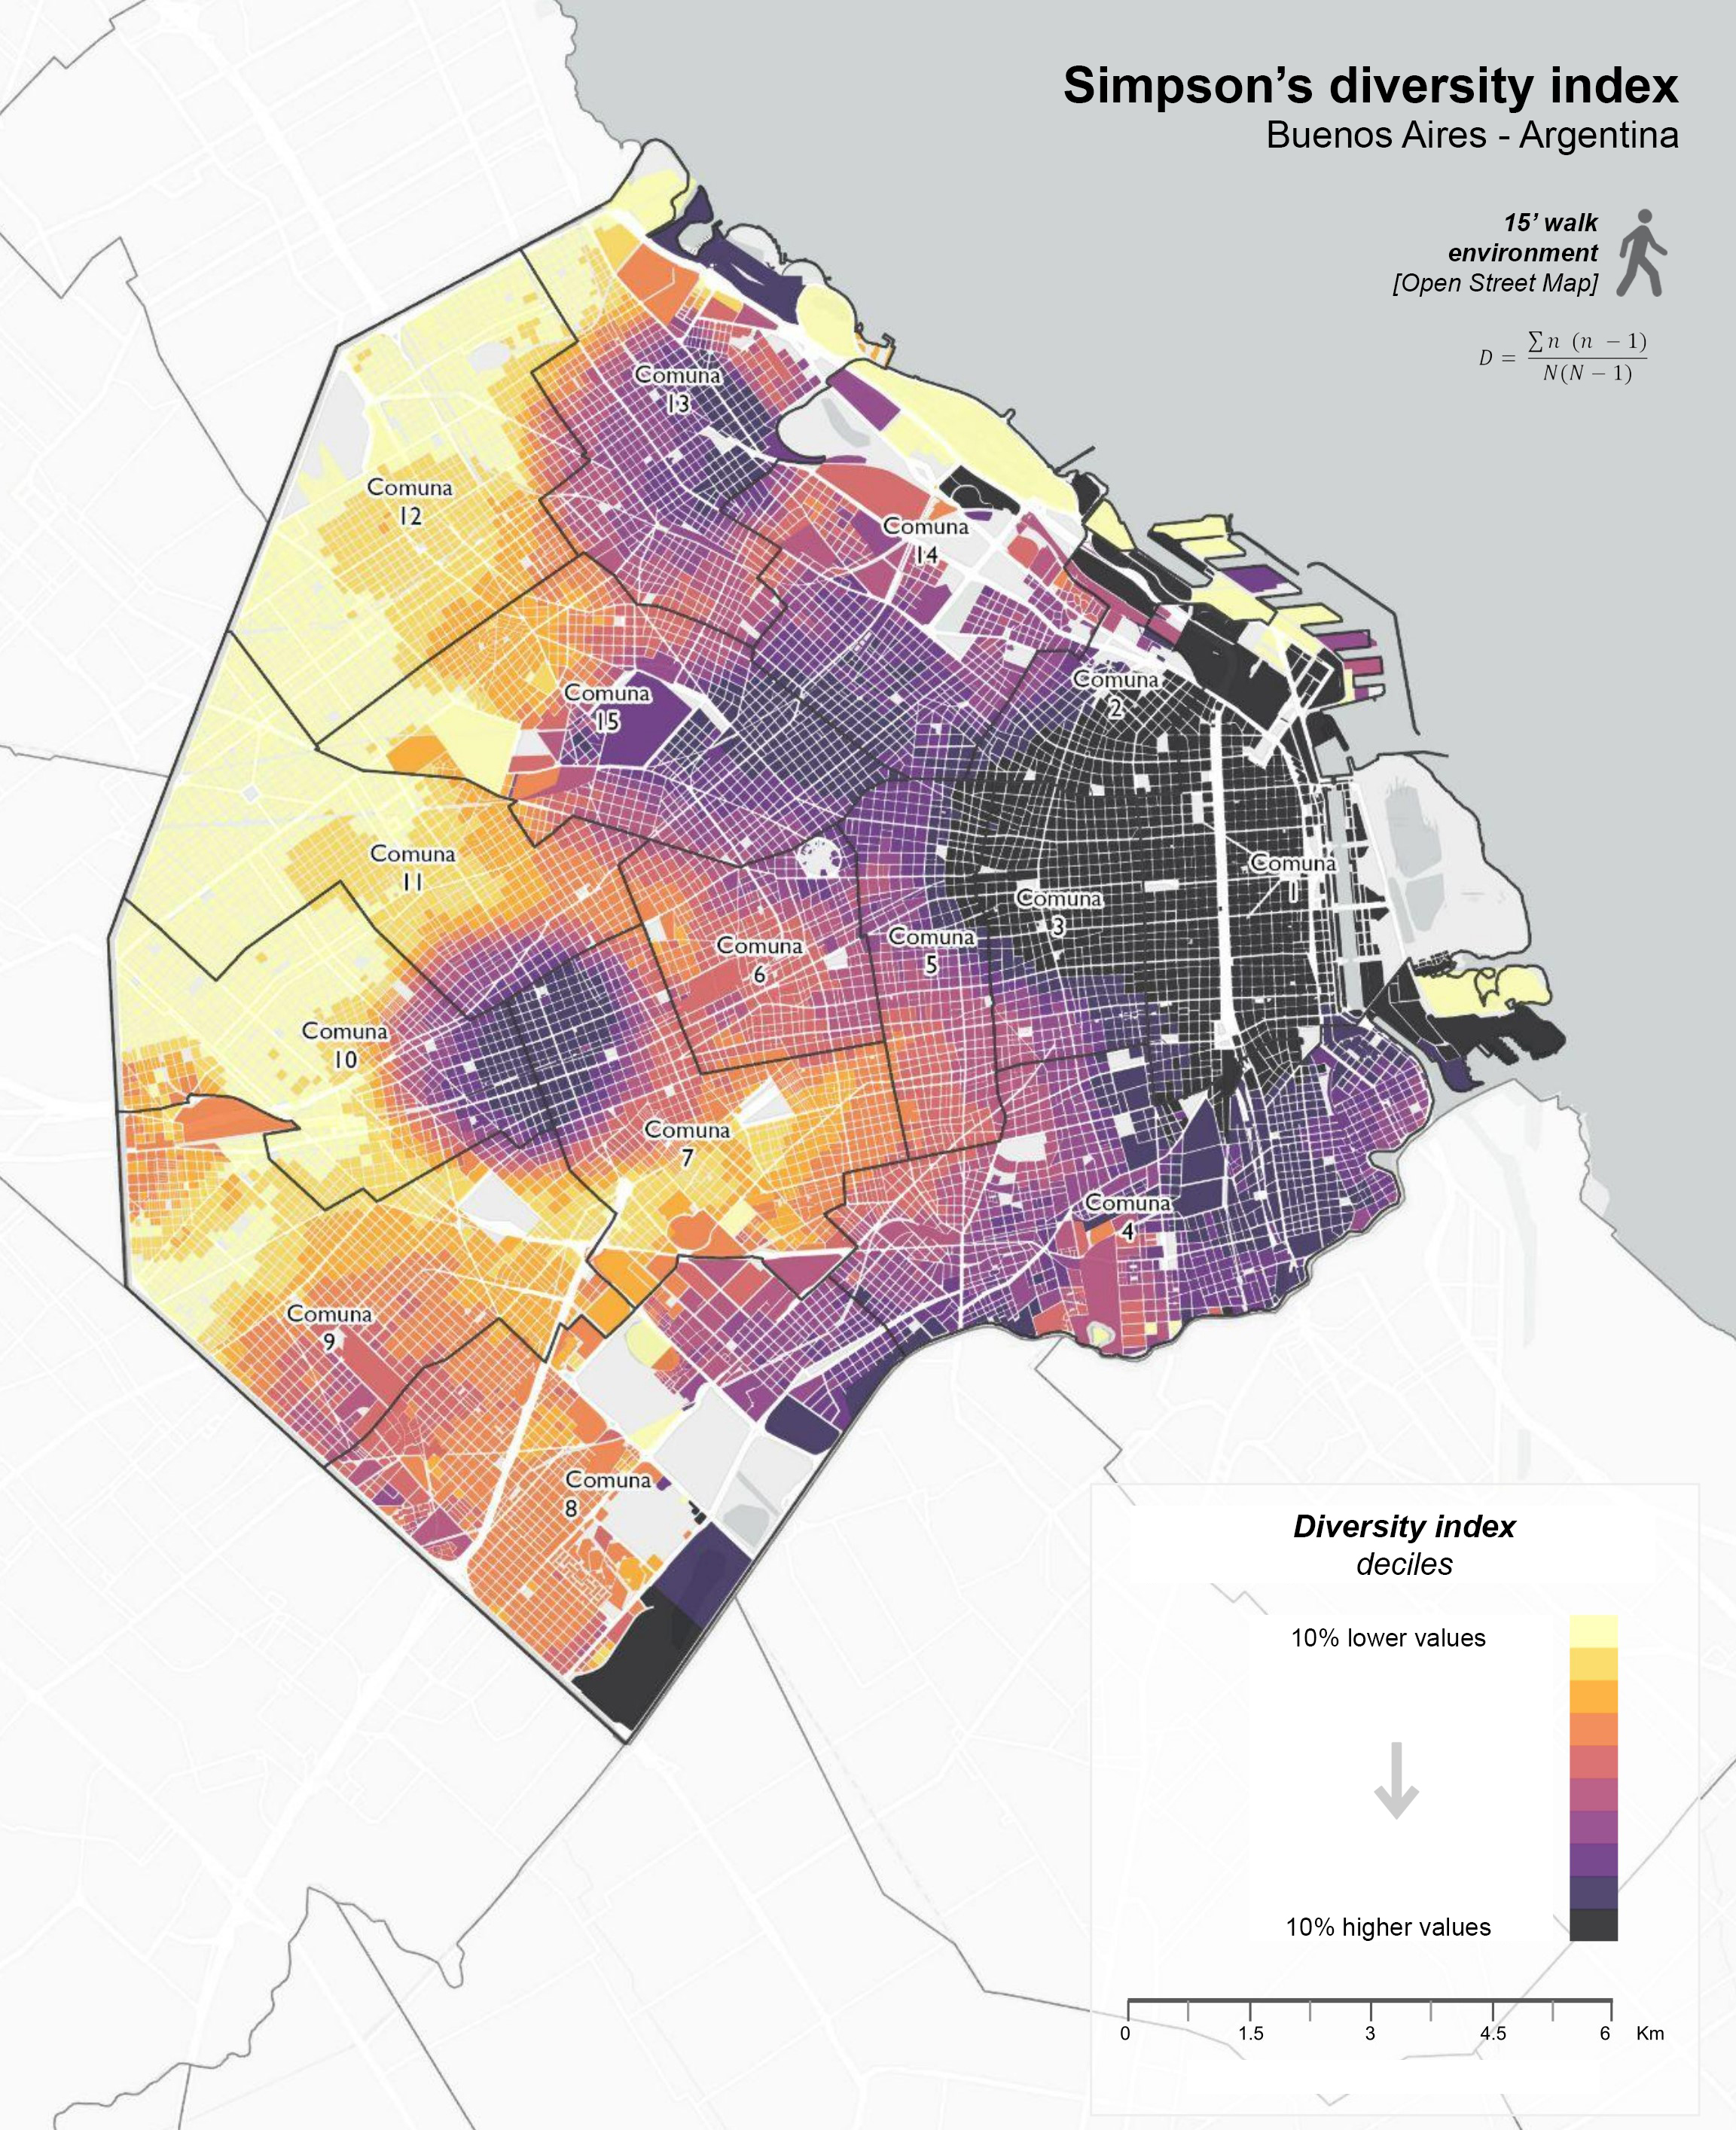 Simpson’s diversity index
Buenos Aires - Argentina
15’ walk
environment
[Open Street Map]
D = ∑n (n − 1) / N(N − 1)
Comuna
13
Comuna
12
Comuna
14
Comuna
15
Comuna
2
Comuna
11
Comuna
1
Comuna
3
Comuna
6
Comuna
5
Comuna
10
Comuna
7
Comuna
4
Comuna
9
Comuna
8
Diversity index
deciles
10% lower values
10% higher values
0 1.5 3 4.5 6 Km